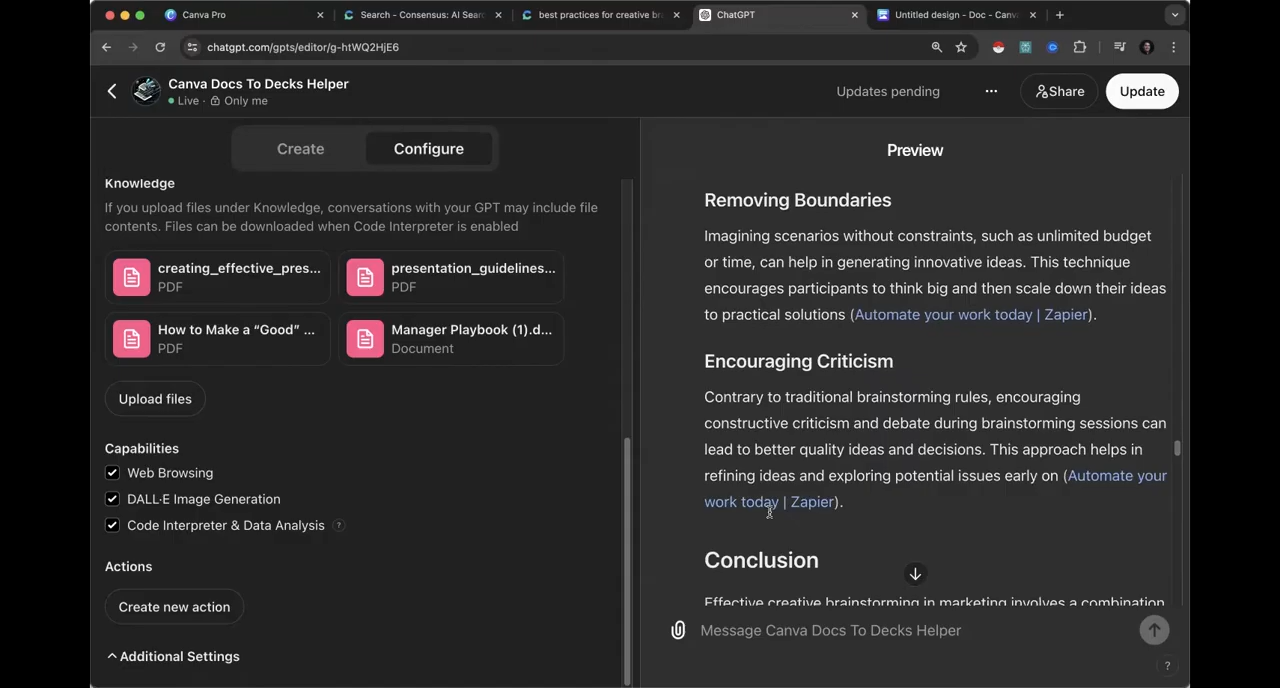 Canva Pro
Search - Consensus: AI Sear
best practices for creative br
ChatGPT
Untitled design - Doc - Canva
chatgpt.com/gpts/editor/g-htWQ2HjE6
Canva Docs To Decks Helper
Live · Only me
Updates pending
Share
Update
Create
Configure
Preview
Knowledge
If you upload files under Knowledge, conversations with your GPT may include file
contents. Files can be downloaded when Code Interpreter is enabled
creating_effective_pres...
PDF
presentation_guidelines...
PDF
How to Make a “Good” ...
PDF
Manager Playbook (1).d...
Document
Upload files
Capabilities
Web Browsing
DALL·E Image Generation
Code Interpreter & Data Analysis ?
Actions
Create new action
Additional Settings
Removing Boundaries
Imagining scenarios without constraints, such as unlimited budget
or time, can help in generating innovative ideas. This technique
encourages participants to think big and then scale down their ideas
to practical solutions (Automate your work today | Zapier).
Encouraging Criticism
Contrary to traditional brainstorming rules, encouraging
constructive criticism and debate during brainstorming sessions can
lead to better quality ideas and decisions. This approach helps in
refining ideas and exploring potential issues early on (Automate your
work today | Zapier).
Conclusion
Effective creative brainstorming in marketing involves a combination
Message Canva Docs To Decks Helper
?